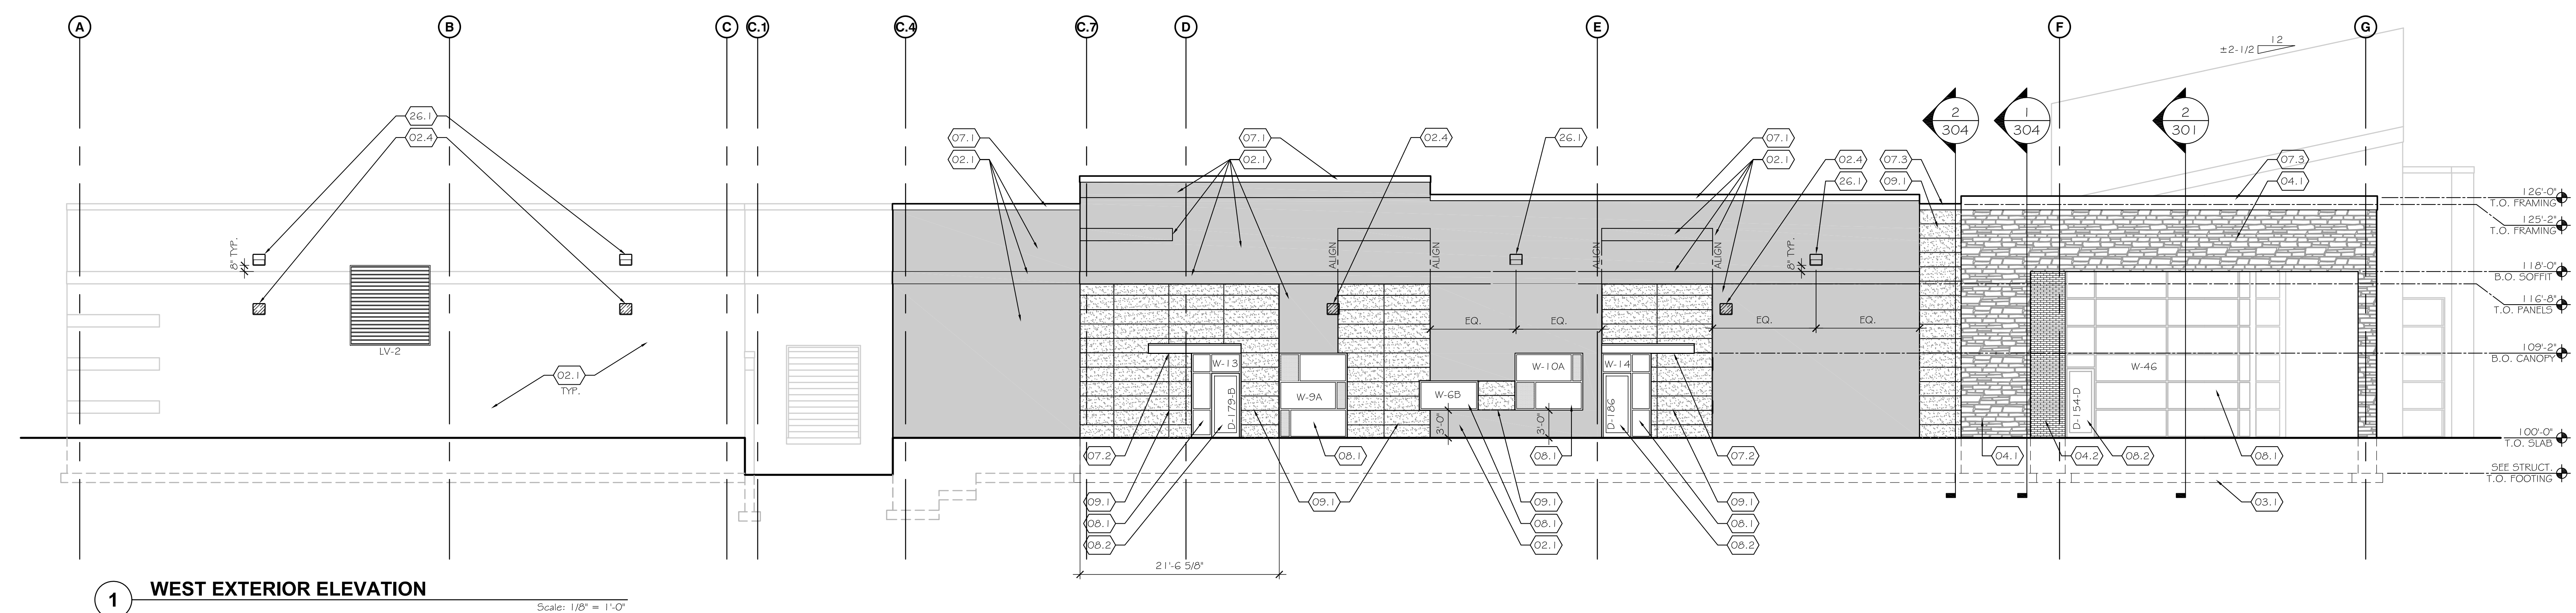 A B C C.1 C.4 C.7 D E F G
12
±2-1/2
26.1
02.4
2
304
1
304
2
301
07.1
02.1
07.1
02.1
02.4
26.1
07.1
02.1
02.4
26.1
07.3
09.1
07.3
04.1
126'-0"
T.O. FRAMING
125'-2"
T.O. FRAMING
8" TYP.
ALIGN
ALIGN
ALIGN
ALIGN
8" TYP.
118'-0"
B.O. SOFFIT
116'-8"
T.O. PANELS
EQ.
EQ.
EQ.
EQ.
LV-2
109'-2"
B.O. CANOPY
02.1
TYP.
W-13
D-179-B
W-9A
W-6B
3'-0"
W-10A
3'-0"
W-14
D-186
D-154-D
W-46
100'-0"
T.O. SLAB
07.2
08.1
08.1
07.2
04.1
04.2
08.2
08.1
SEE STRUCT.
T.O. FOOTING
09.1
08.1
08.2
09.1
09.1
08.1
02.1
09.1
08.1
08.2
03.1
21'-6 5/8"
1 WEST EXTERIOR ELEVATION
Scale: 1/8" = 1'-0"